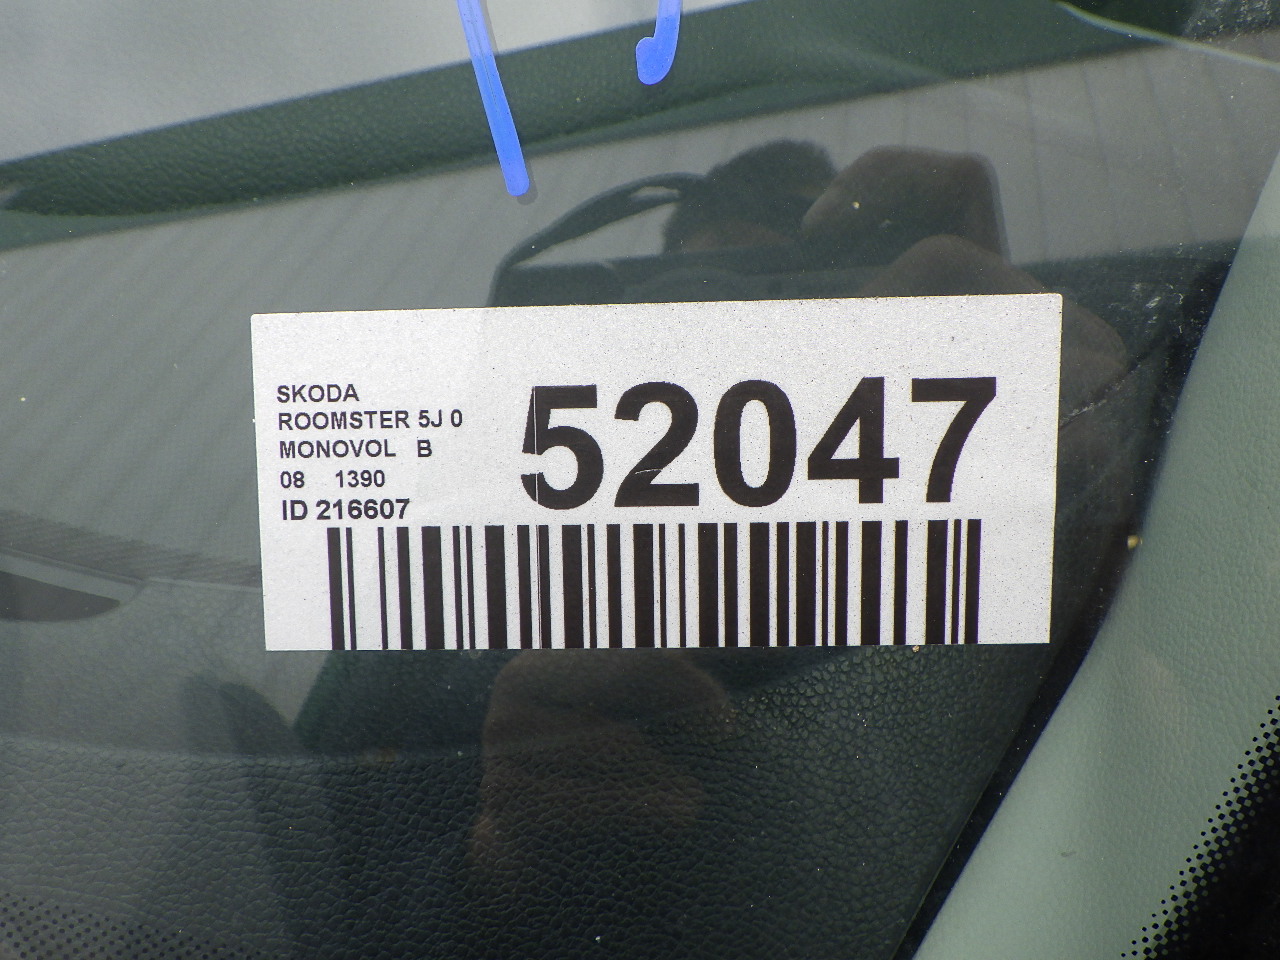 SKODA
ROOMSTER 5J 0
MONOVOL B
08 1390
ID 216607
52047